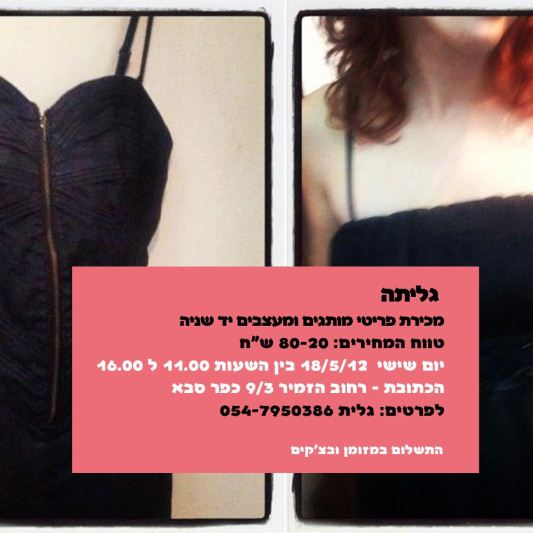 גליתה
מכירת פריטי מותגים ומעצבים יד שניה
טווח המחירים: 80-20 ש"ח
יום שישי 18/5/12 בין השעות 11.00 ל 16.00
הכתובת - רחוב הזמיר 9/3 כפר סבא
לפרטים: גלית 054-7950386
התשלום במזומן ובצ'קים